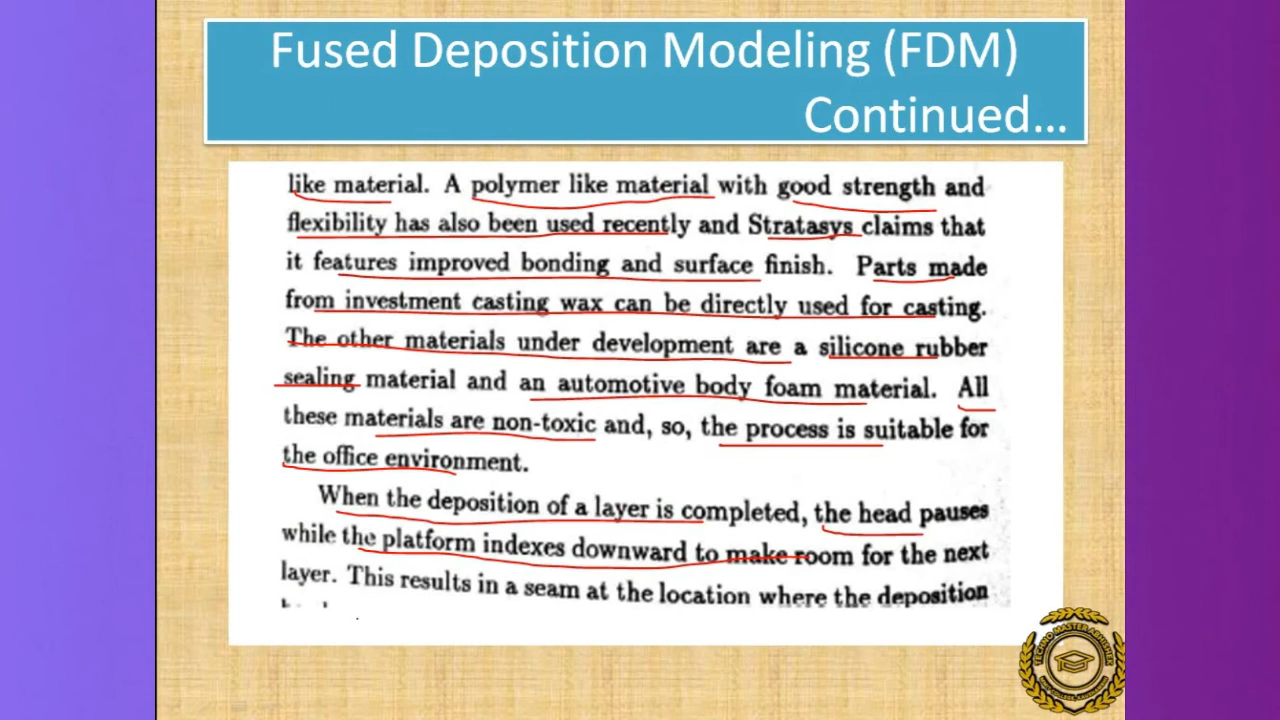 Fused Deposition Modeling (FDM)
Continued...
like material. A polymer like material with good strength and
flexibility has also been used recently and Stratasys claims that
it features improved bonding and surface finish. Parts made
from investment casting wax can be directly used for casting.
The other materials under development are a silicone rubber
sealing material and an automotive body foam material. All
these materials are non-toxic and, so, the process is suitable for
the office environment.
When the deposition of a layer is completed, the head pauses
while the platform indexes downward to make room for the next
layer. This results in a seam at the location where the deposition
TECHNO MASTER ABHISHEK